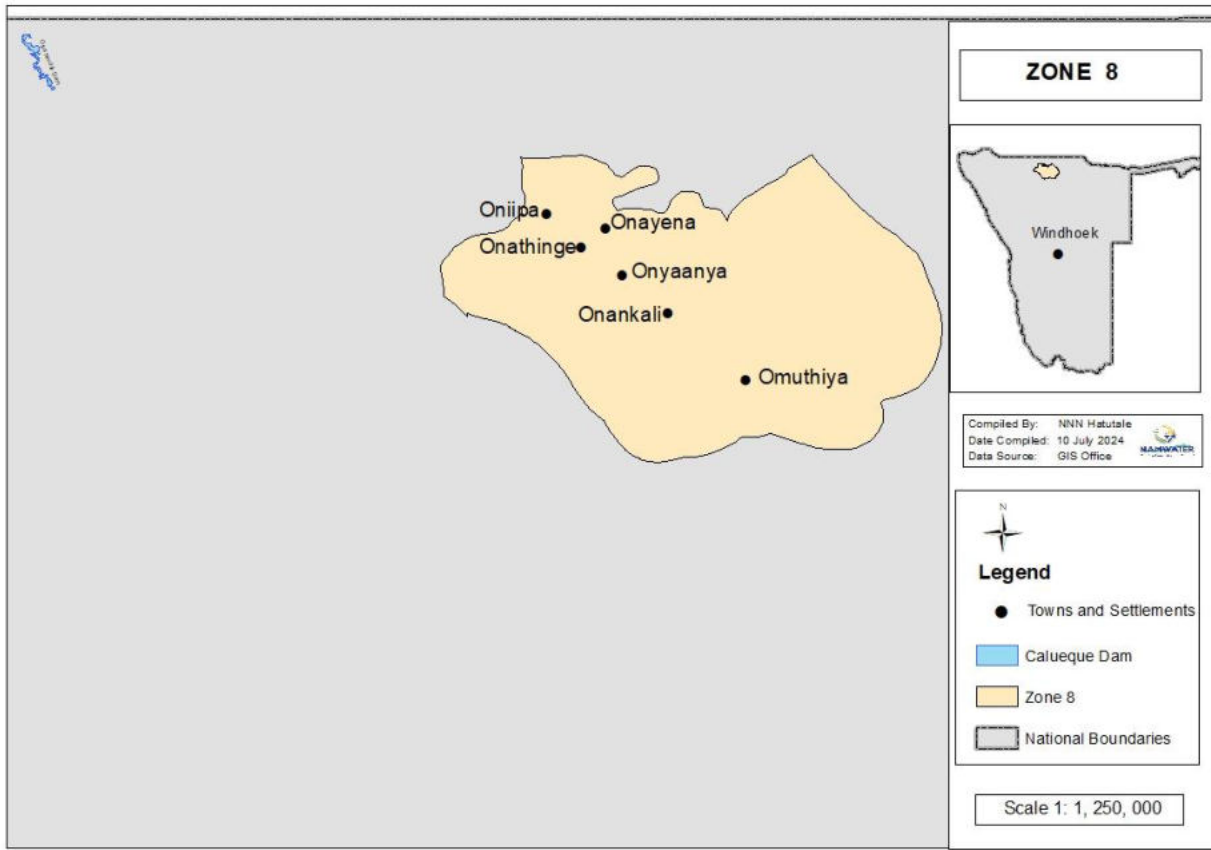 ZONE 8
Oniipa
Onayena
Onathinge
Onyaanya
Onankali
Omuthiya
Windhoek
Compiled By: NNN Hatutale
Date Compiled: 10 July 2024
Data Source: GIS Office
NAMWATER
N
Legend
Towns and Settlements
Calueque Dam
Zone 8
National Boundaries
Scale 1: 1, 250, 000